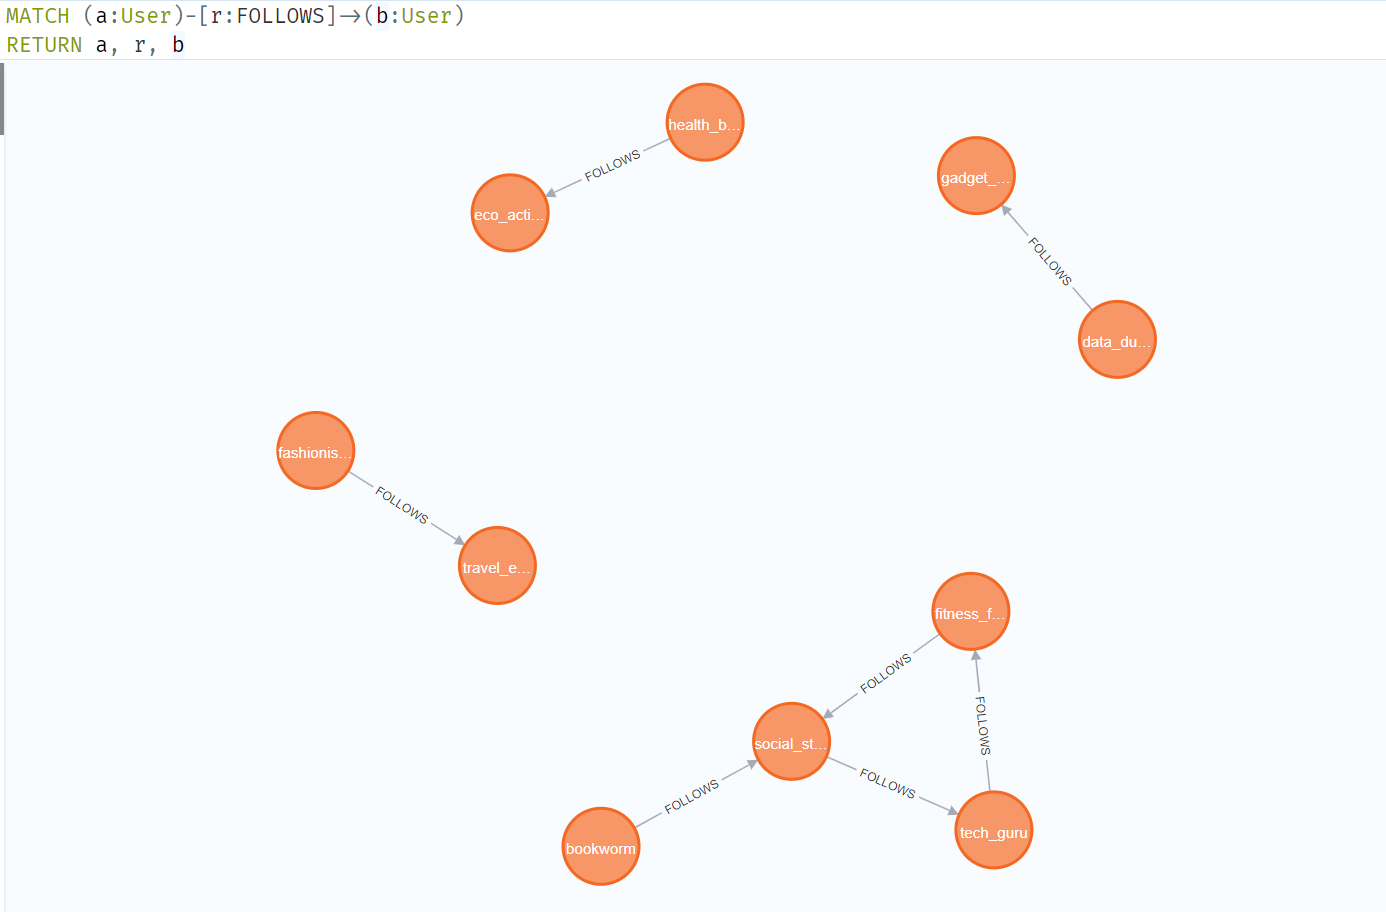 MATCH (a:User)-[r:FOLLOWS]→(b:User)
RETURN a, r, b
health_b...
FOLLOWS
eco_acti...
gadget_...
FOLLOWS
data_du...
fashionis...
FOLLOWS
travel_e...
fitness_f...
FOLLOWS
FOLLOWS
social_st...
FOLLOWS
FOLLOWS
tech_guru
bookworm